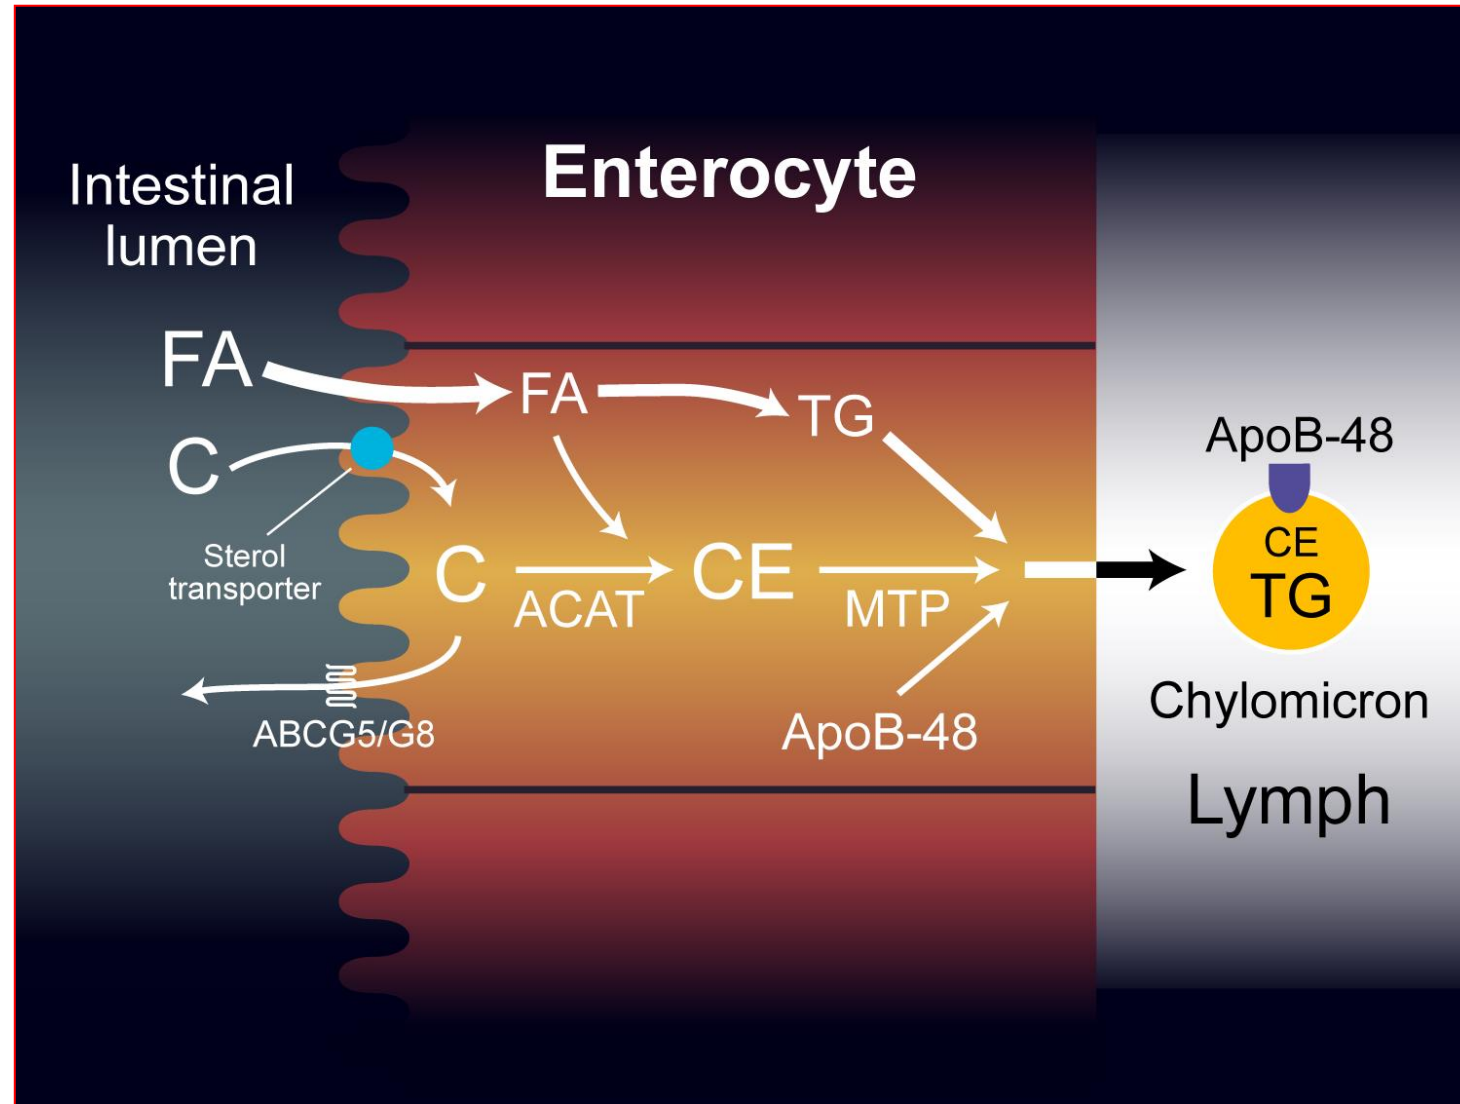 Intestinal
lumen
Enterocyte
FA
FA
TG
C
Sterol
transporter
C
ACAT
CE
MTP
ABCG5/G8
ApoB-48
ApoB-48
CE
TG
Chylomicron
Lymph